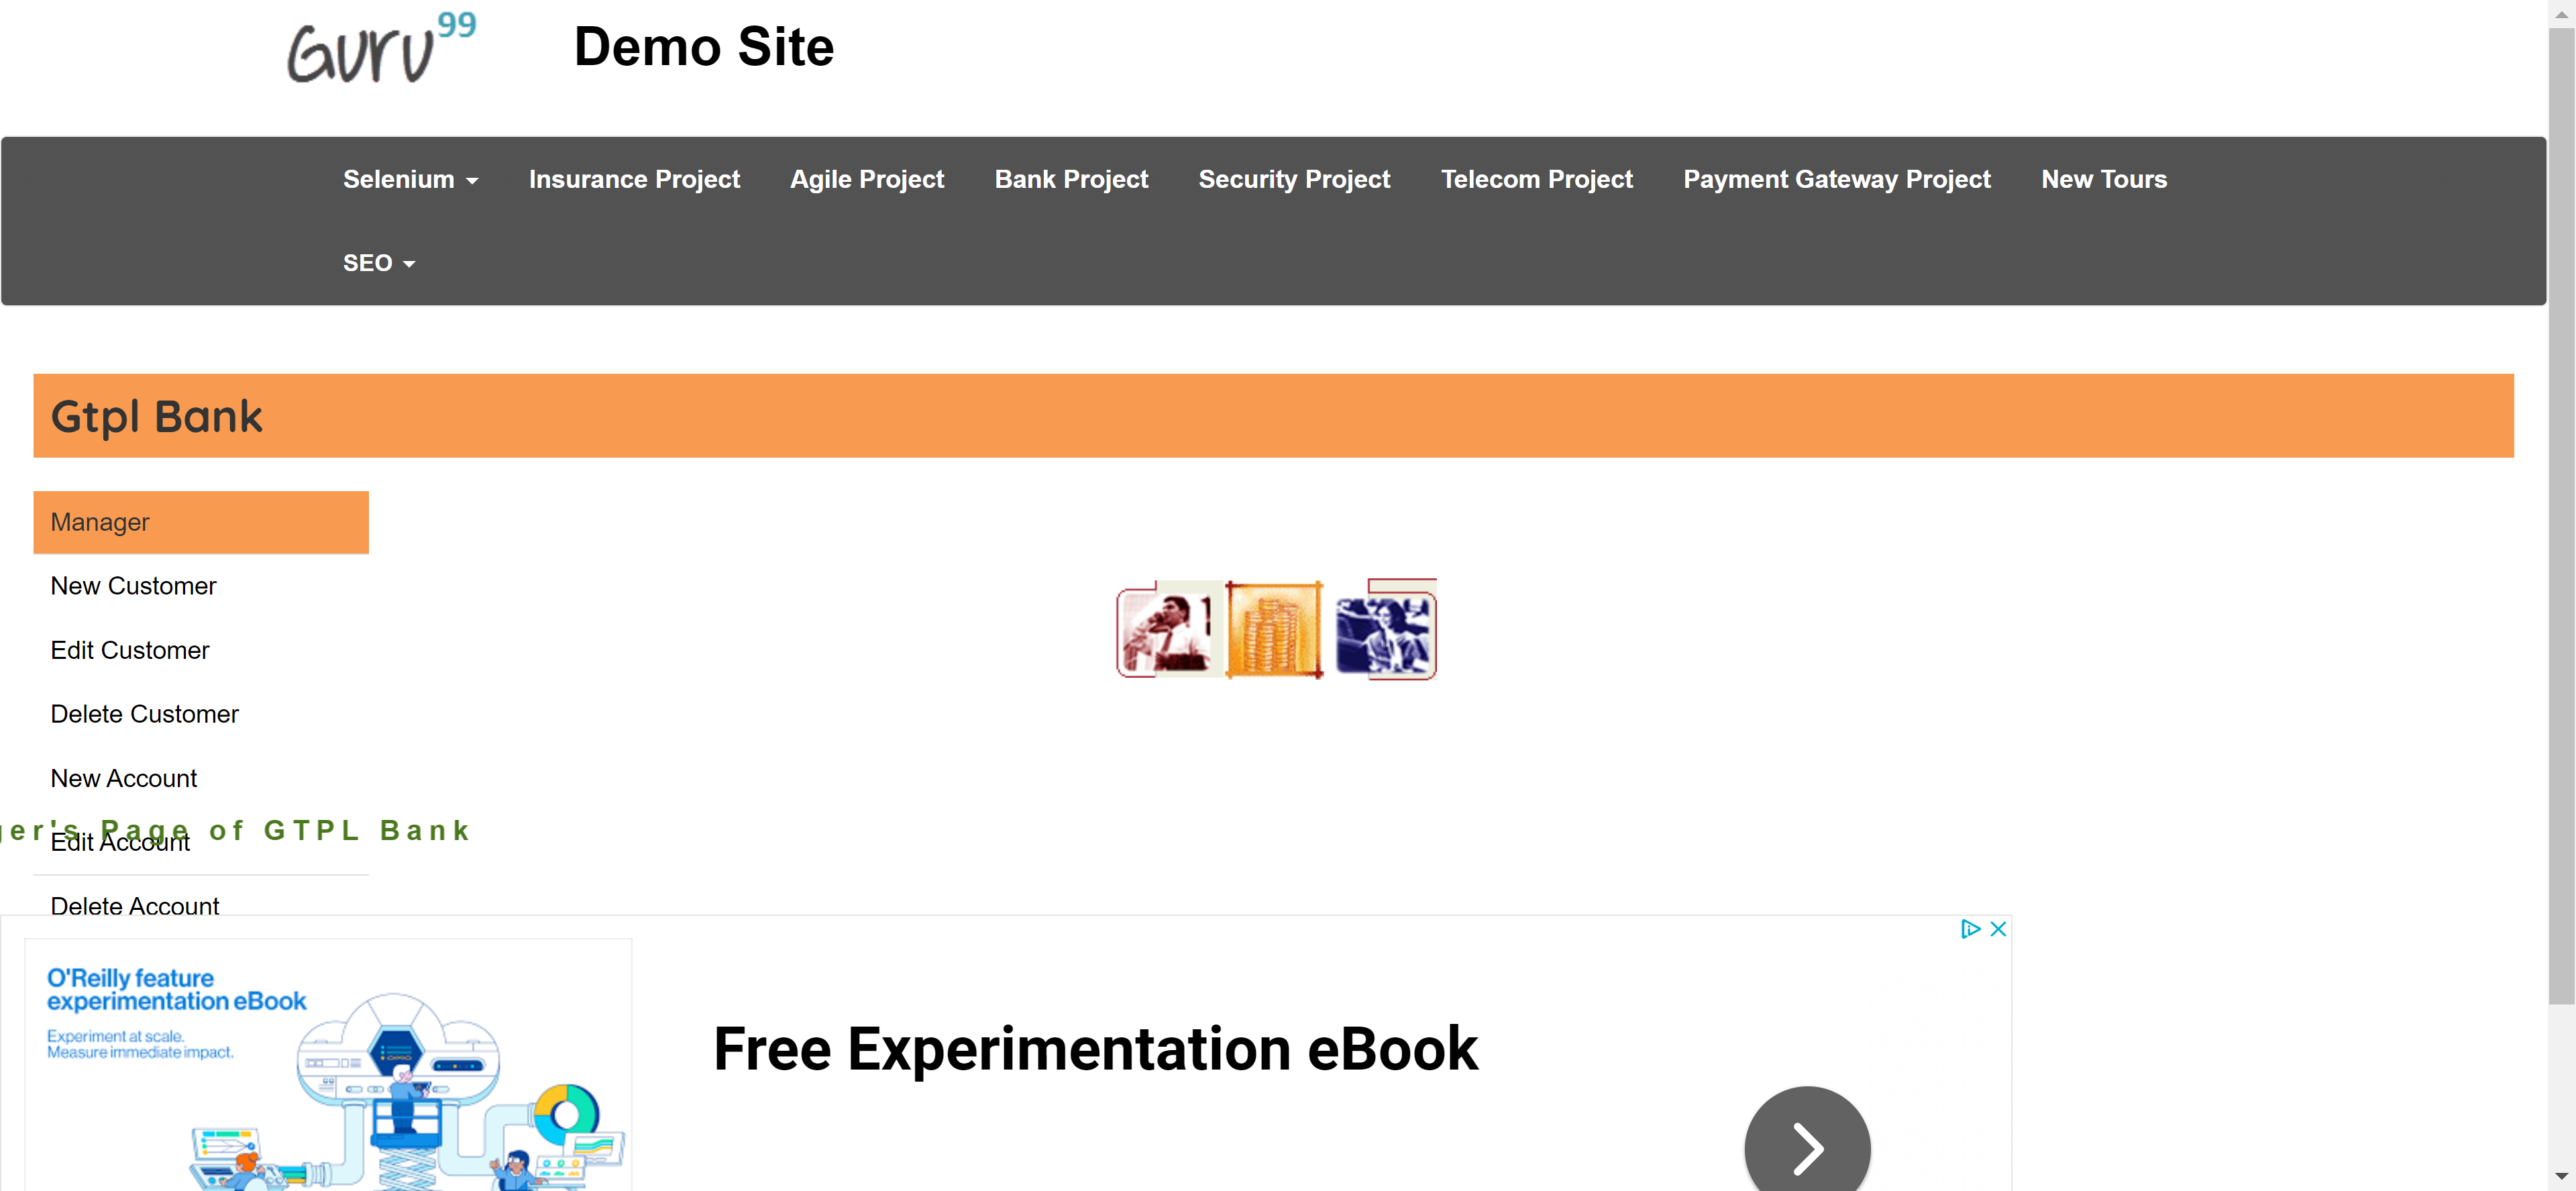 Guru99
Demo Site
Selenium
Insurance Project
Agile Project
Bank Project
Security Project
Telecom Project
Payment Gateway Project
New Tours
SEO
Gtpl Bank
Manager
New Customer
Edit Customer
Delete Customer
New Account
ger's Page of GTPL Bank
Edit Account
Delete Account
O'Reilly feature
experimentation eBook
Experiment at scale.
Measure immediate impact.
Free Experimentation eBook